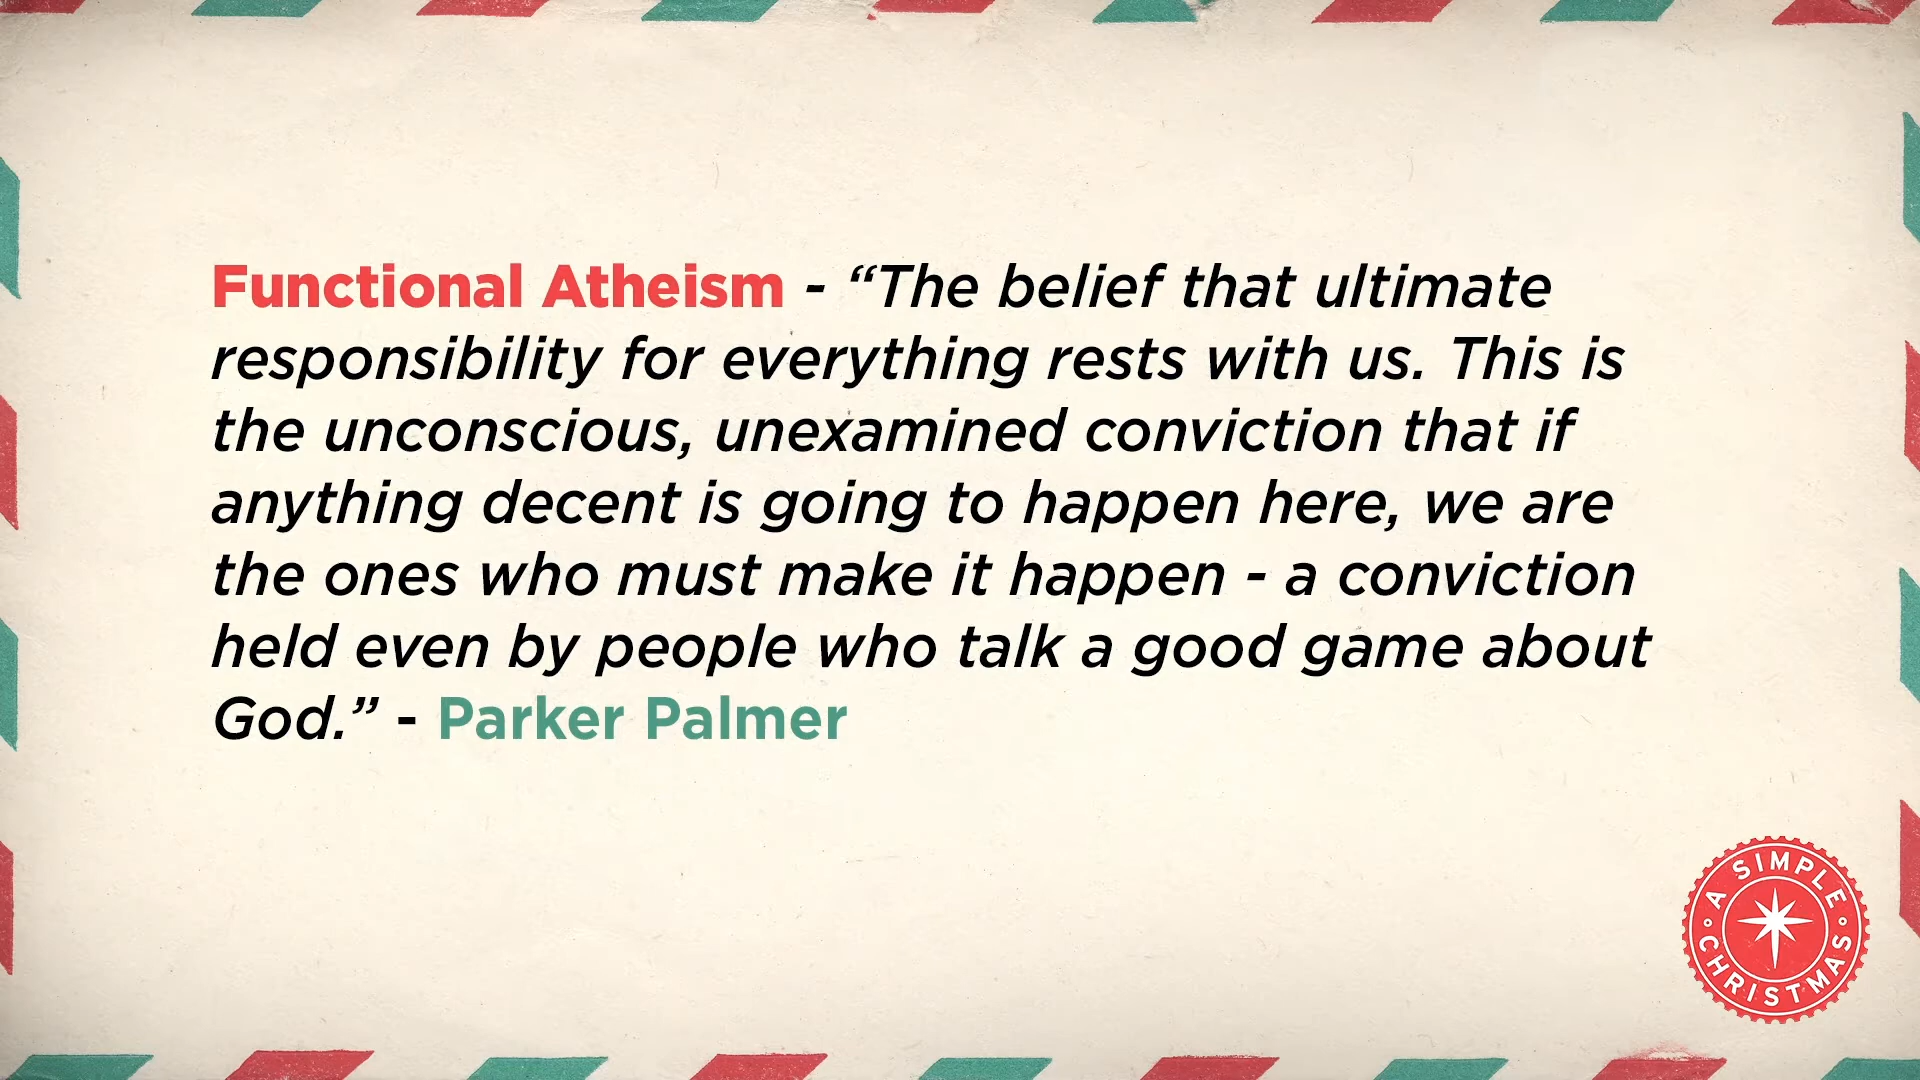 Functional Atheism - “The belief that ultimate
responsibility for everything rests with us. This is
the unconscious, unexamined conviction that if
anything decent is going to happen here, we are
the ones who must make it happen - a conviction
held even by people who talk a good game about
God.” - Parker Palmer
A SIMPLE
CHRISTMAS